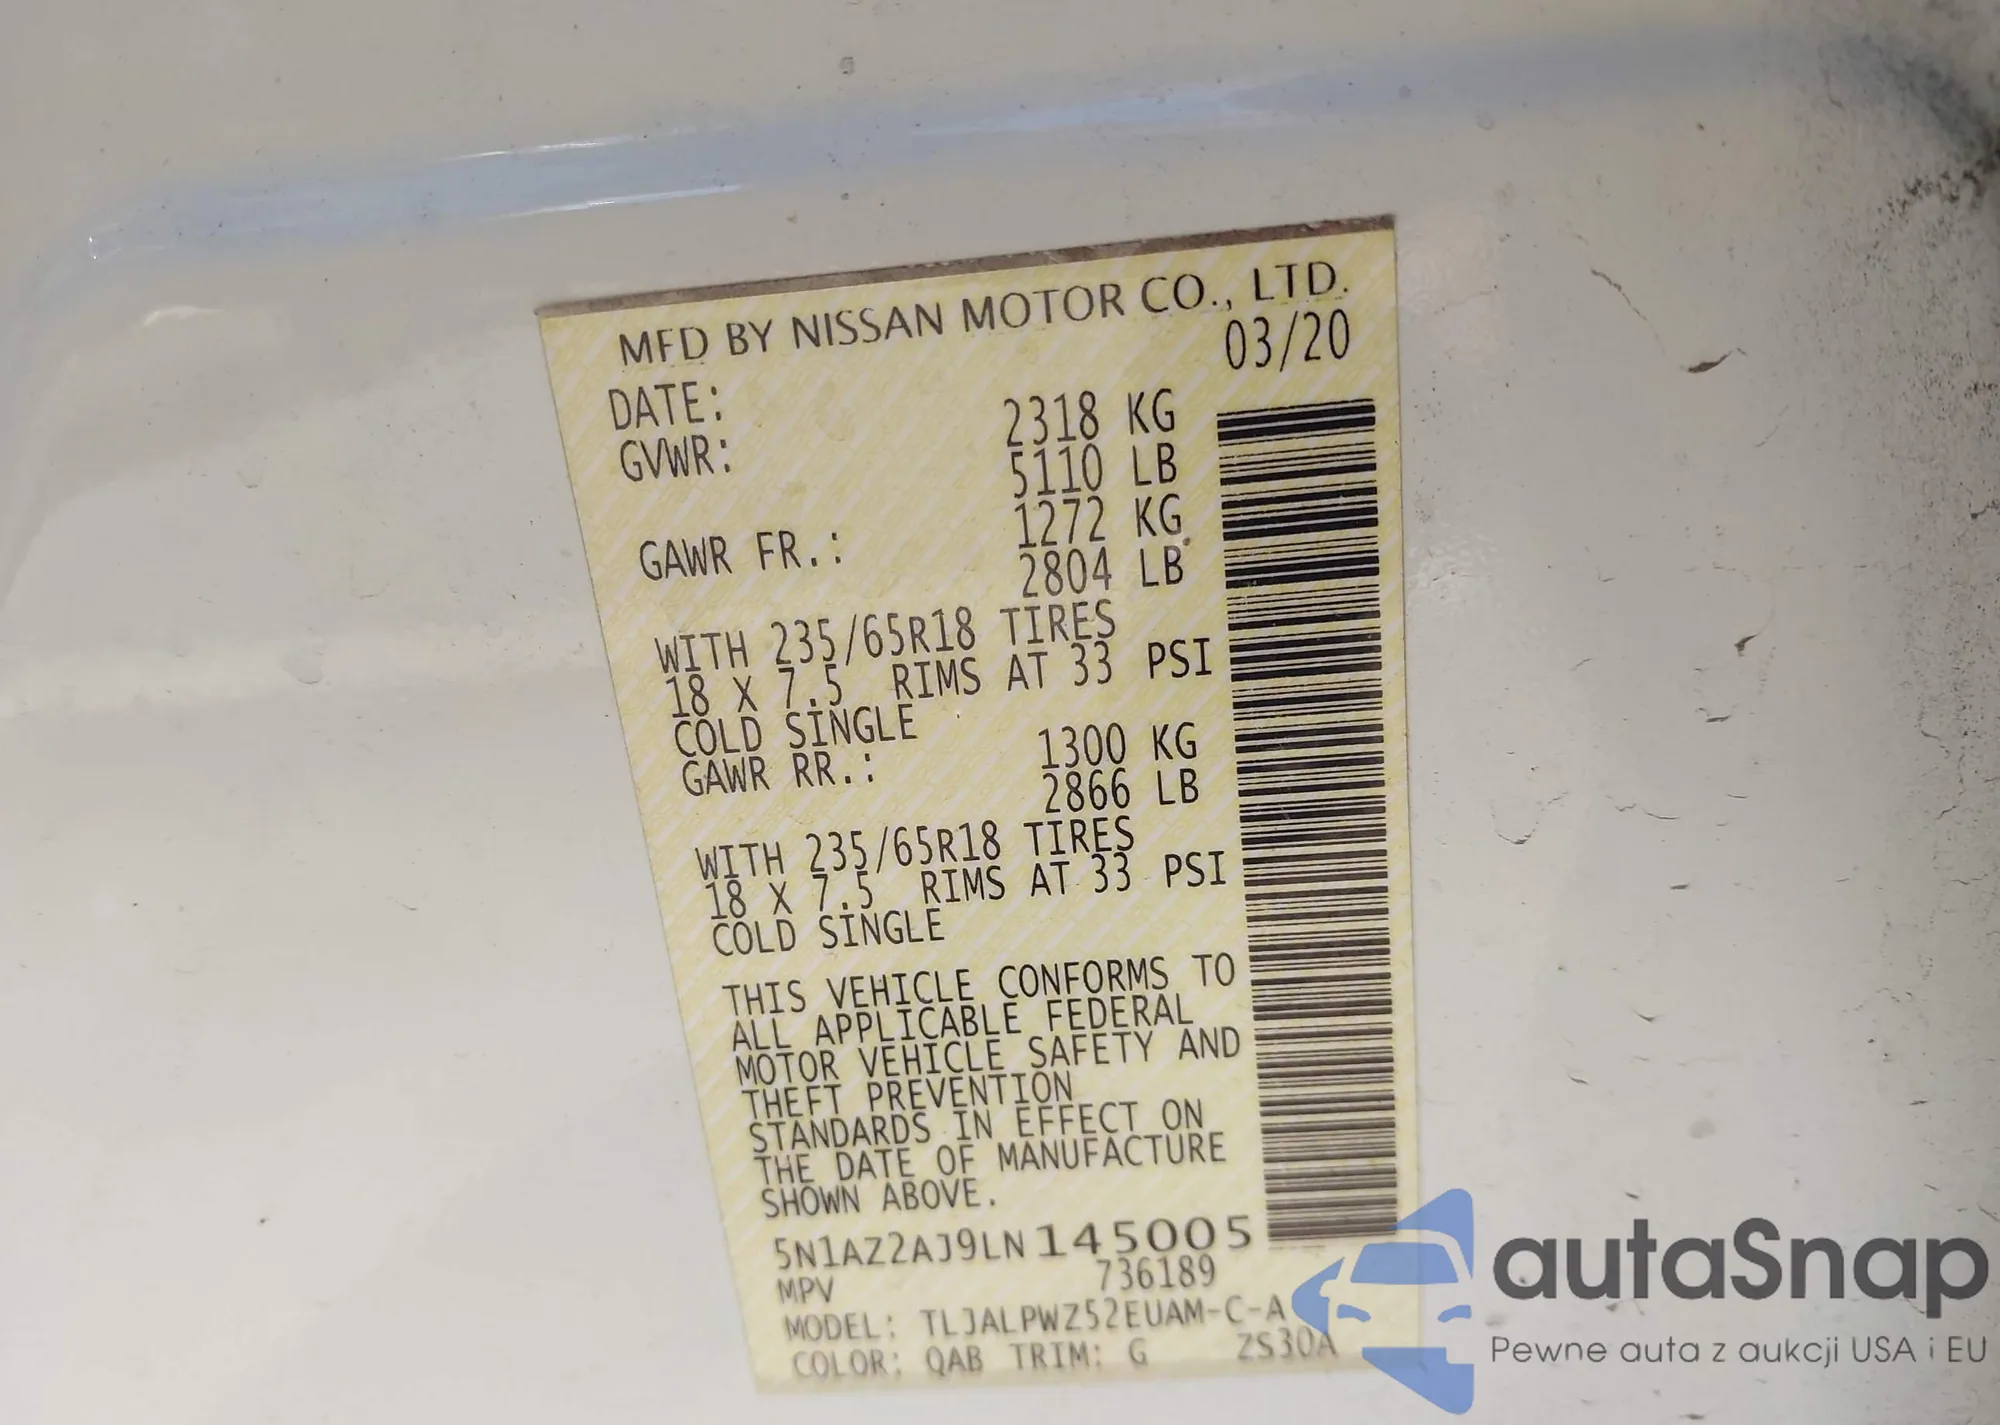 MFD BY NISSAN MOTOR CO., LTD.
DATE: 03/20
GVWR: 2318 KG
5110 LB
GAWR FR.: 1272 KG
2804 LB
WITH 235/65R18 TIRES
18 X 7.5 RIMS AT 33 PSI
COLD SINGLE
GAWR RR.: 1300 KG
2866 LB
WITH 235/65R18 TIRES
18 X 7.5 RIMS AT 33 PSI
COLD SINGLE
THIS VEHICLE CONFORMS TO
ALL APPLICABLE FEDERAL
MOTOR VEHICLE SAFETY AND
THEFT PREVENTION
STANDARDS IN EFFECT ON
THE DATE OF MANUFACTURE
SHOWN ABOVE.
5N1AZ2AJ9LN145005
MPV 736189
MODEL: TLJALPWZ52EUAM-C-A
COLOR: QAB TRIM: G ZS30A
autaSnap
Pewne auta z aukcji USA i EU